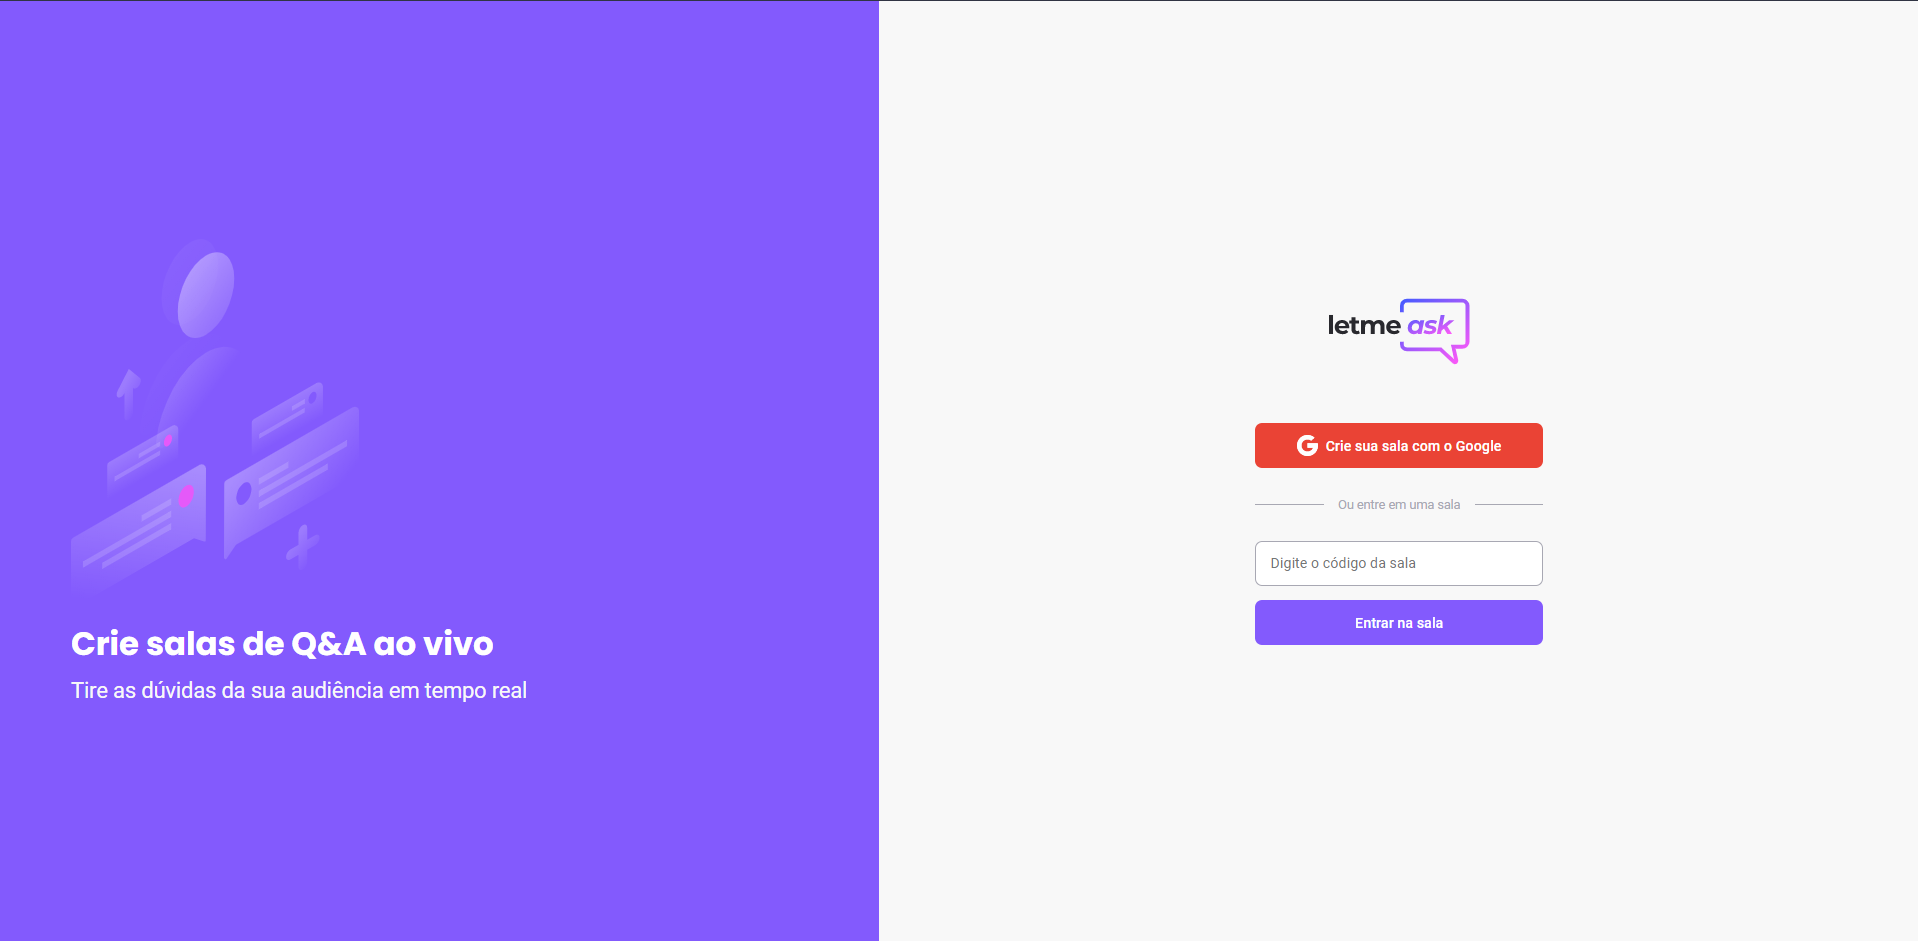 Crie salas de Q&A ao vivo
Tire as dúvidas da sua audiência em tempo real
letme ask
Crie sua sala com o Google
Ou entre em uma sala
Digite o código da sala
Entrar na sala